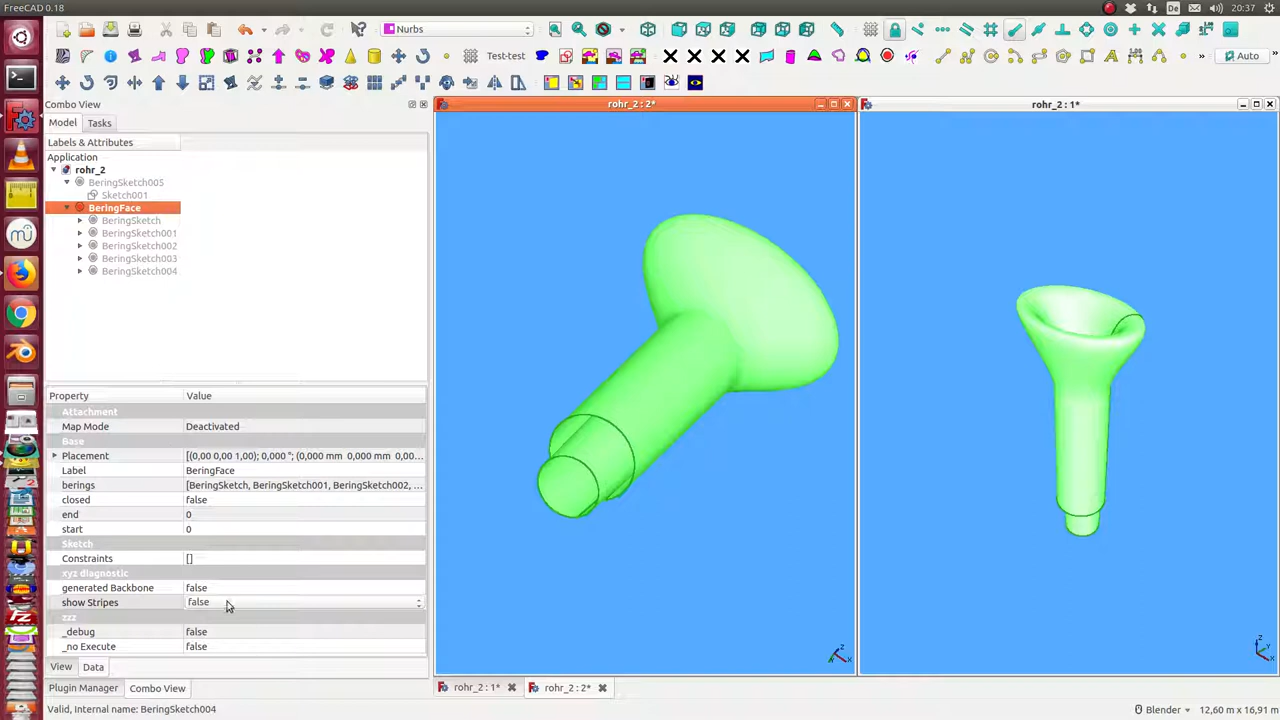 FreeCAD 0.18
De
20:37
Nurbs
Test-test
Auto
Combo View
Model
Tasks
Labels & Attributes
Application
rohr_2
BeringSketch005
Sketch001
BeringFace
BeringSketch
BeringSketch001
BeringSketch002
BeringSketch003
BeringSketch004
Property
Value
Attachment
Map Mode
Deactivated
Base
Placement
[(0,00 0,00 1,00); 0,000 °; (0,000 mm 0,000 mm 0,00...
Label
BeringFace
berings
[BeringSketch, BeringSketch001, BeringSketch002, ...
closed
false
end
0
start
0
Sketch
Constraints
[]
xyz diagnostic
generated Backbone
false
show Stripes
false
zzz
_debug
false
_no Execute
false
View
Data
Plugin Manager
Combo View
rohr_2 : 2*
rohr_2 : 1*
rohr_2 : 1*
rohr_2 : 2*
Valid, Internal name: BeringSketch004
Blender
12,60 m x 16,91 m